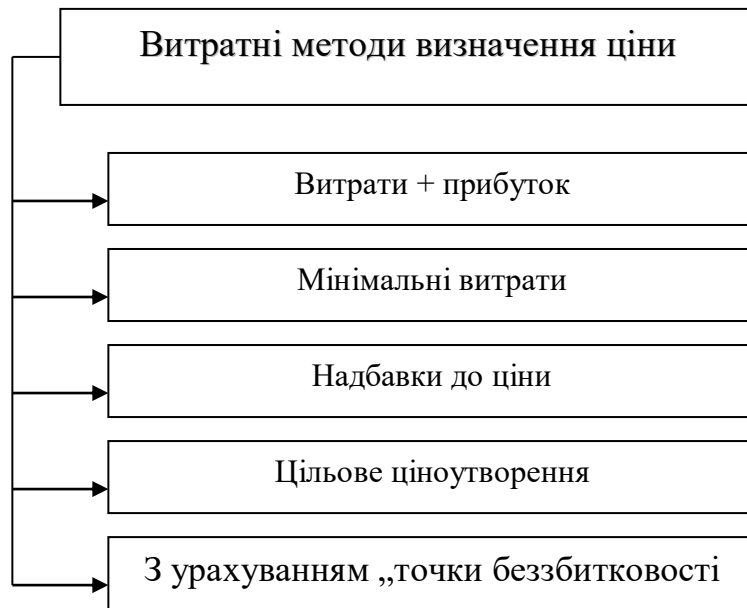 Витратні методи визначення ціни
Витрати + прибуток
Мінімальні витрати
Надбавки до ціни
Цільове ціноутворення
З урахуванням „точки беззбитковості